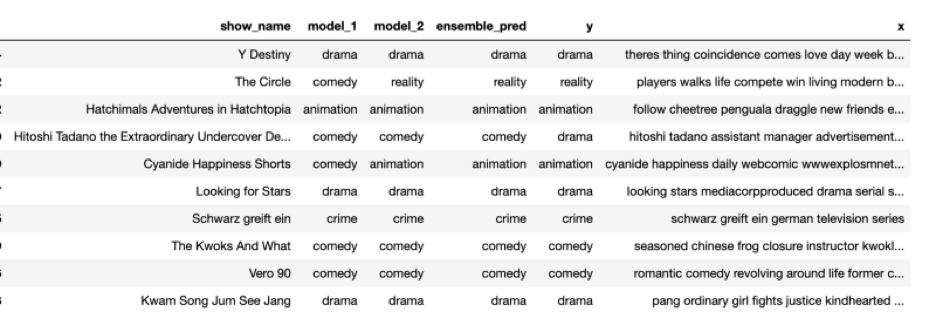 show_name model_1 model_2 ensemble_pred y x
Y Destiny drama drama drama drama theres thing coincidence comes love day week b...
The Circle comedy reality reality reality players walks life compete win living modern b...
Hatchimals Adventures in Hatchtopia animation animation animation animation follow cheetree penguala draggle new friends e...
Hitoshi Tadano the Extraordinary Undercover De... comedy comedy comedy drama hitoshi tadano assistant manager advertisement...
Cyanide Happiness Shorts comedy animation animation animation cyanide happiness daily webcomic wwwexplosmnet...
Looking for Stars drama drama drama drama looking stars mediacorpproduced drama serial s...
Schwarz greift ein crime crime crime crime schwarz greift ein german television series
The Kwoks And What comedy comedy comedy comedy seasoned chinese frog closure instructor kwokl...
Vero 90 comedy comedy comedy comedy romantic comedy revolving around life former c...
Kwam Song Jum See Jang drama drama drama drama pang ordinary girl fights justice kindhearted ...